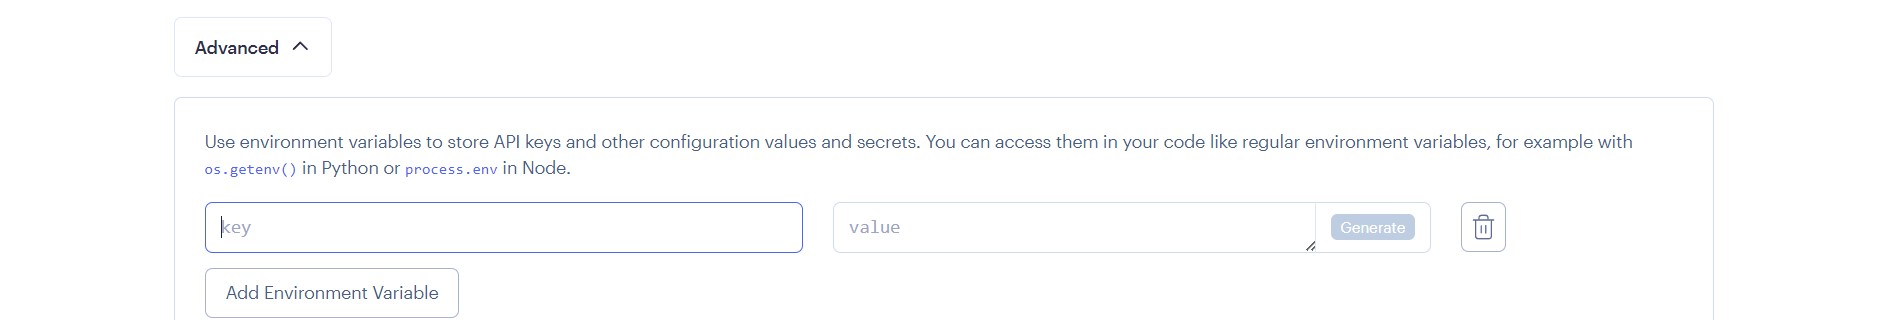 Advanced
Use environment variables to store API keys and other configuration values and secrets. You can access them in your code like regular environment variables, for example with
os.getenv() in Python or process.env in Node.
key
value
Generate
Add Environment Variable